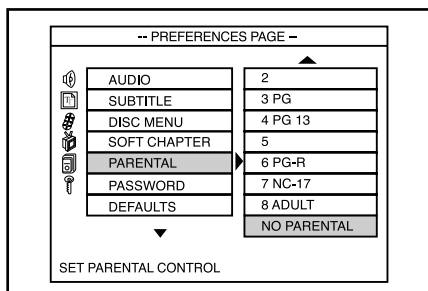 -- PREFERENCES PAGE –
AUDIO
SUBTITLE
DISC MENU
SOFT CHAPTER
PARENTAL
PASSWORD
DEFAULTS
2
3 PG
4 PG 13
5
6 PG-R
7 NC-17
8 ADULT
NO PARENTAL
SET PARENTAL CONTROL